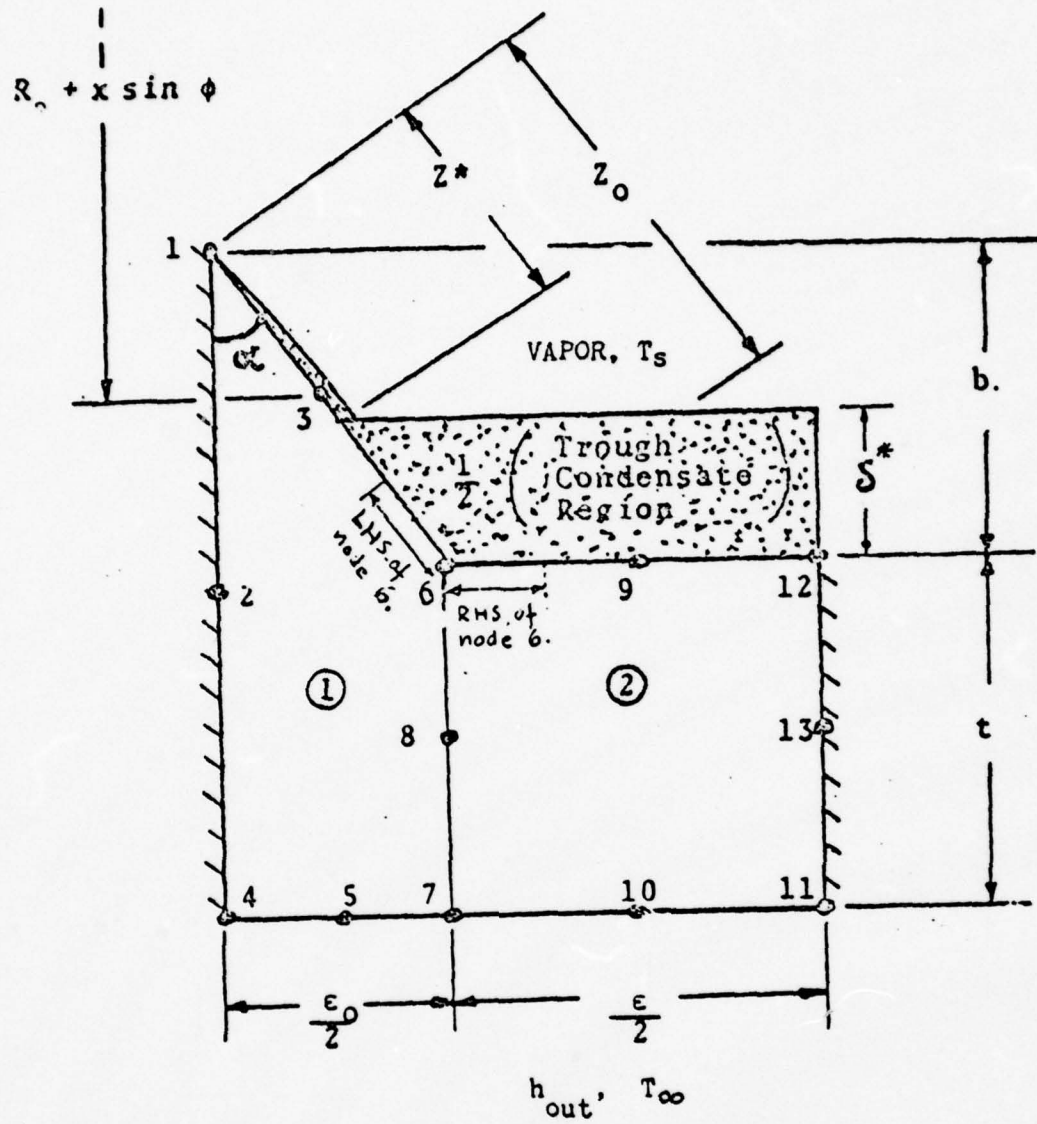 R₀ + x sin φ
Z*
Z₀
1
α
3
VAPOR, Tₛ
b.
1/2
(Trough
Condensate
Region)
δ*
LHS of
node 6.
2
6
RHS of
node 6.
9
12
①
②
8
13
t
4
5
7
10
11
ε₀/2
ε/2
h_out, T∞